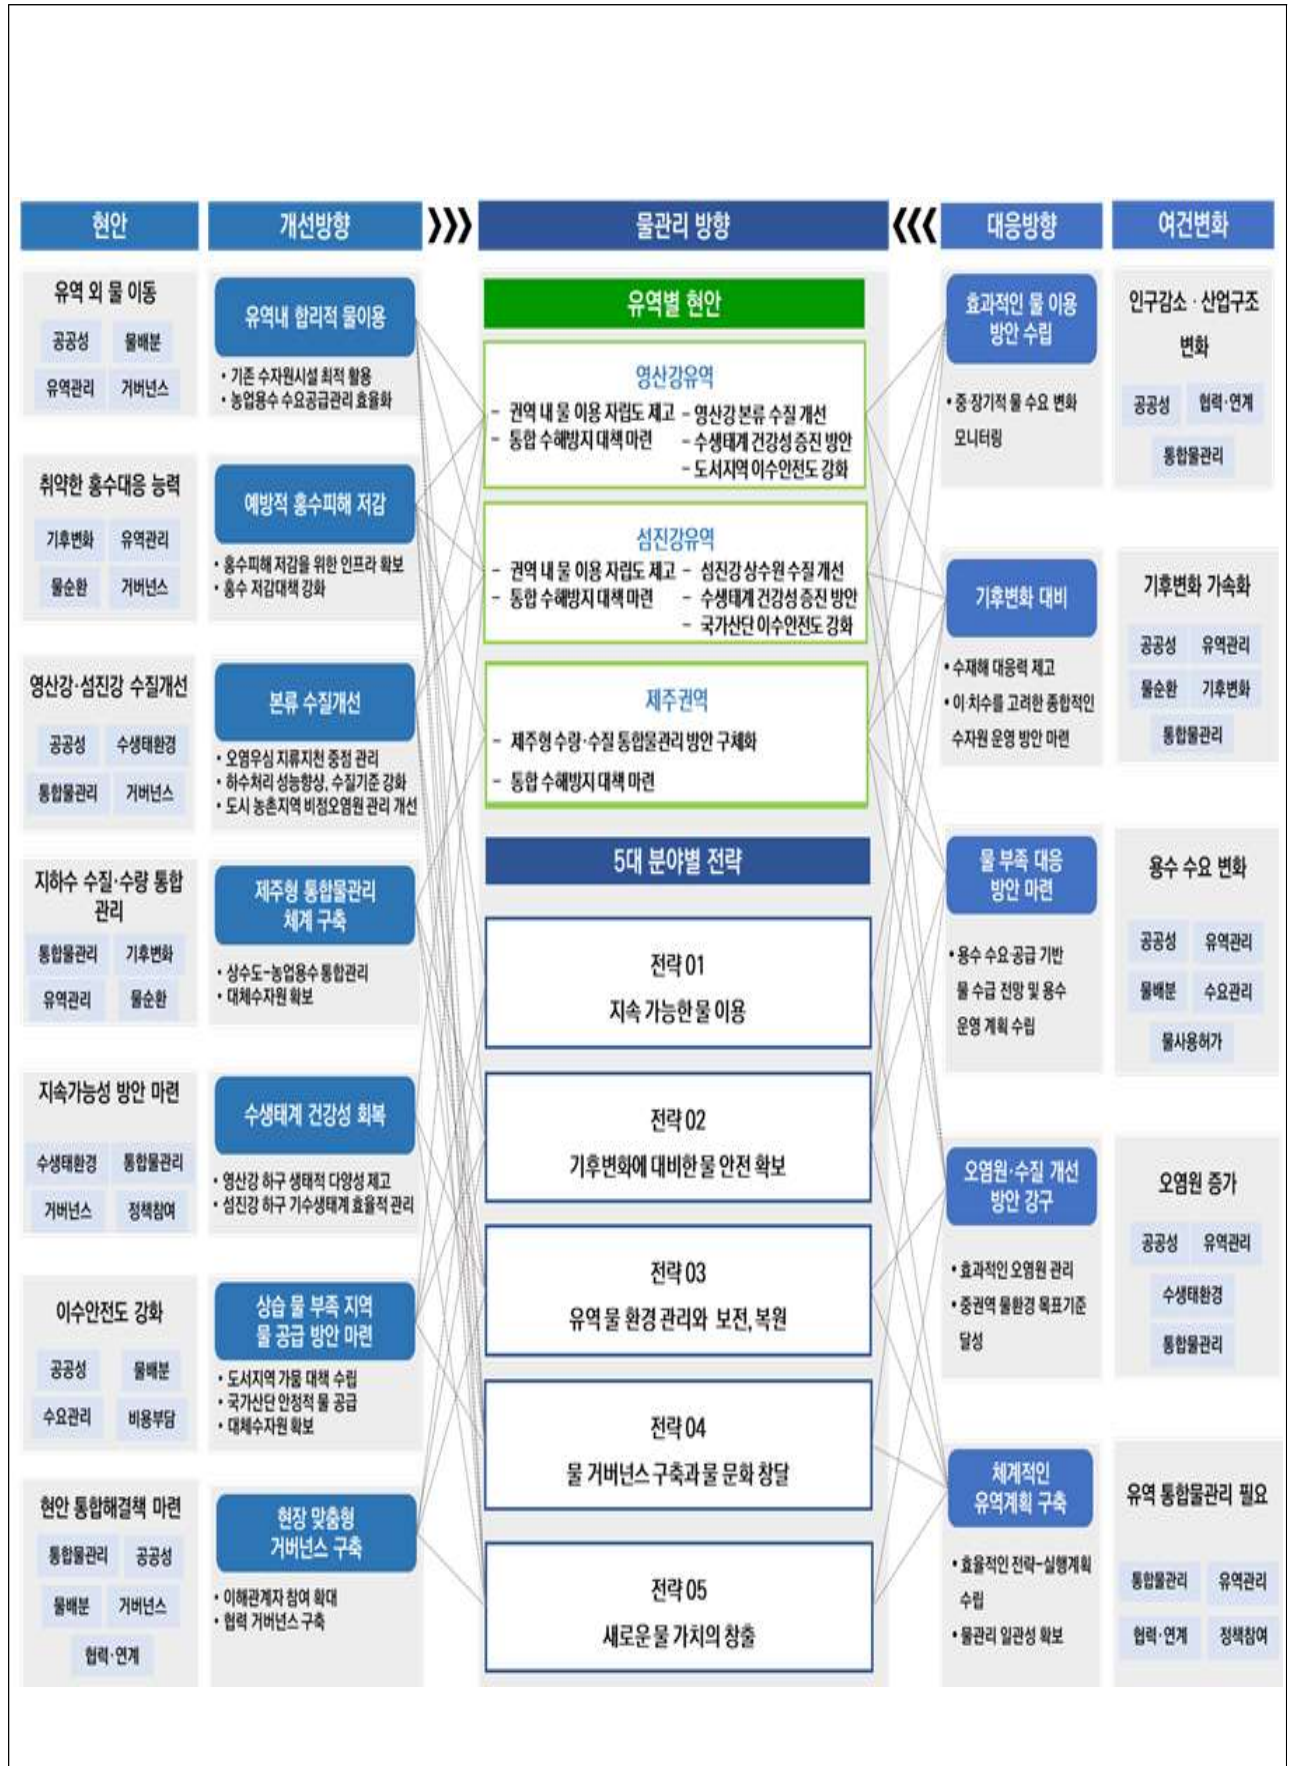 현안
유역 외 물 이동
공공성 물배분
유역관리 거버넌스
취약한 홍수대응 능력
기후변화 유역관리
물순환 거버넌스
영산강·섬진강 수질개선
공공성 수생태환경
통합물관리 거버넌스
지하수 수질·수량 통합
관리
통합물관리 기후변화
유역관리 물순환
지속가능성 방안 마련
수생태환경 통합물관리
거버넌스 정책참여
이수안전도 강화
공공성 물배분
수요관리 비용부담
현안 통합해결책 마련
통합물관리 공공성
물배분 거버넌스
협력·연계
개선방향
유역내 합리적 물이용
• 기존 수자원시설 최적 활용
• 농업용수 수요공급관리 효율화
예방적 홍수피해 저감
• 홍수피해 저감을 위한 인프라 확보
• 홍수 저감대책 강화
본류 수질개선
• 오염우심 지류지천 중점 관리
• 하수처리 성능향상, 수질기준 강화
• 도시 농촌지역 비점오염원 관리 개선
제주형 통합물관리
체계 구축
• 상수도-농업용수 통합관리
• 대체수자원 확보
수생태계 건강성 회복
• 영산강 하구 생태적 다양성 제고
• 섬진강 하구 기수생태계 효율적 관리
상습 물 부족 지역
물 공급 방안 마련
• 도서지역 가뭄 대책 수립
• 국가산단 안정적 물 공급
• 대체수자원 확보
현장 맞춤형
거버넌스 구축
• 이해관계자 참여 확대
• 협력 거버넌스 구축
물관리 방향
유역별 현안
영산강유역
- 권역 내 물 이용 자립도 제고 - 영산강 본류 수질 개선
- 통합 수해방지 대책 마련 - 수생태계 건강성 증진 방안
- 도서지역 이수안전도 강화
섬진강유역
- 권역 내 물 이용 자립도 제고 - 섬진강 상수원 수질 개선
- 통합 수해방지 대책 마련 - 수생태계 건강성 증진 방안
- 국가산단 이수안전도 강화
제주권역
- 제주형 수량·수질 통합물관리 방안 구체화
- 통합 수해방지 대책 마련
5대 분야별 전략
전략 01
지속 가능한 물 이용
전략 02
기후변화에 대비한 물 안전 확보
전략 03
유역 물 환경 관리와 보전, 복원
전략 04
물 거버넌스 구축과 물 문화 창달
전략 05
새로운 물 가치의 창출
대응방향
효과적인 물 이용
방안 수립
• 중·장기적 물 수요 변화
모니터링
기후변화 대비
• 수재해 대응력 제고
• 이·치수를 고려한 종합적인
수자원 운영 방안 마련
물 부족 대응
방안 마련
• 용수 수요·공급 기반
물 수급 전망 및 용수
운영 계획 수립
오염원·수질 개선
방안 강구
• 효과적인 오염원 관리
• 중권역 물환경 목표기준
달성
체계적인
유역계획 구축
• 효율적인 전략-실행계획
수립
• 물관리 일관성 확보
여건변화
인구감소 · 산업구조
변화
공공성 협력·연계
통합물관리
기후변화 가속화
공공성 유역관리
물순환 기후변화
통합물관리
용수 수요 변화
공공성 유역관리
물배분 수요관리
물사용허가
오염원 증가
공공성 유역관리
수생태환경
통합물관리
유역 통합물관리 필요
통합물관리 유역관리
협력·연계 정책참여